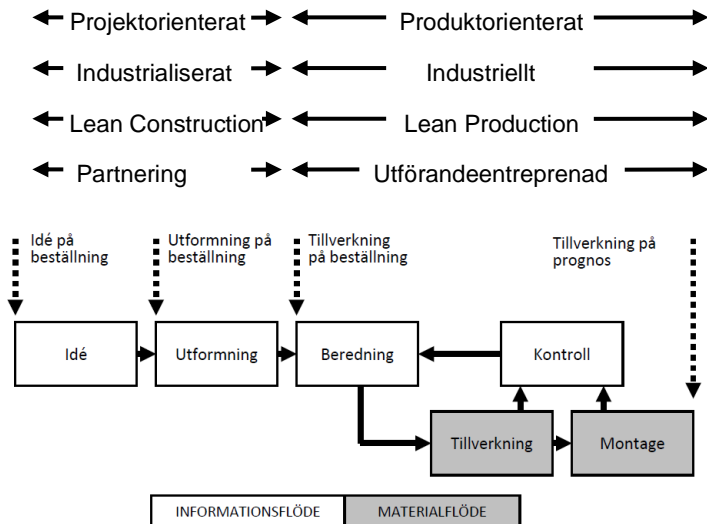 Projektorienterat Produktorienterat
Industrialiserat Industriellt
Lean Construction Lean Production
Partnering Utförandeentreprenad
Idé på
beställning
Utformning på
beställning
Tillverkning
på beställning
Tillverkning på
prognos
Idé
Utformning
Beredning
Kontroll
Tillverkning
Montage
INFORMATIONSFLÖDE MATERIALFLÖDE